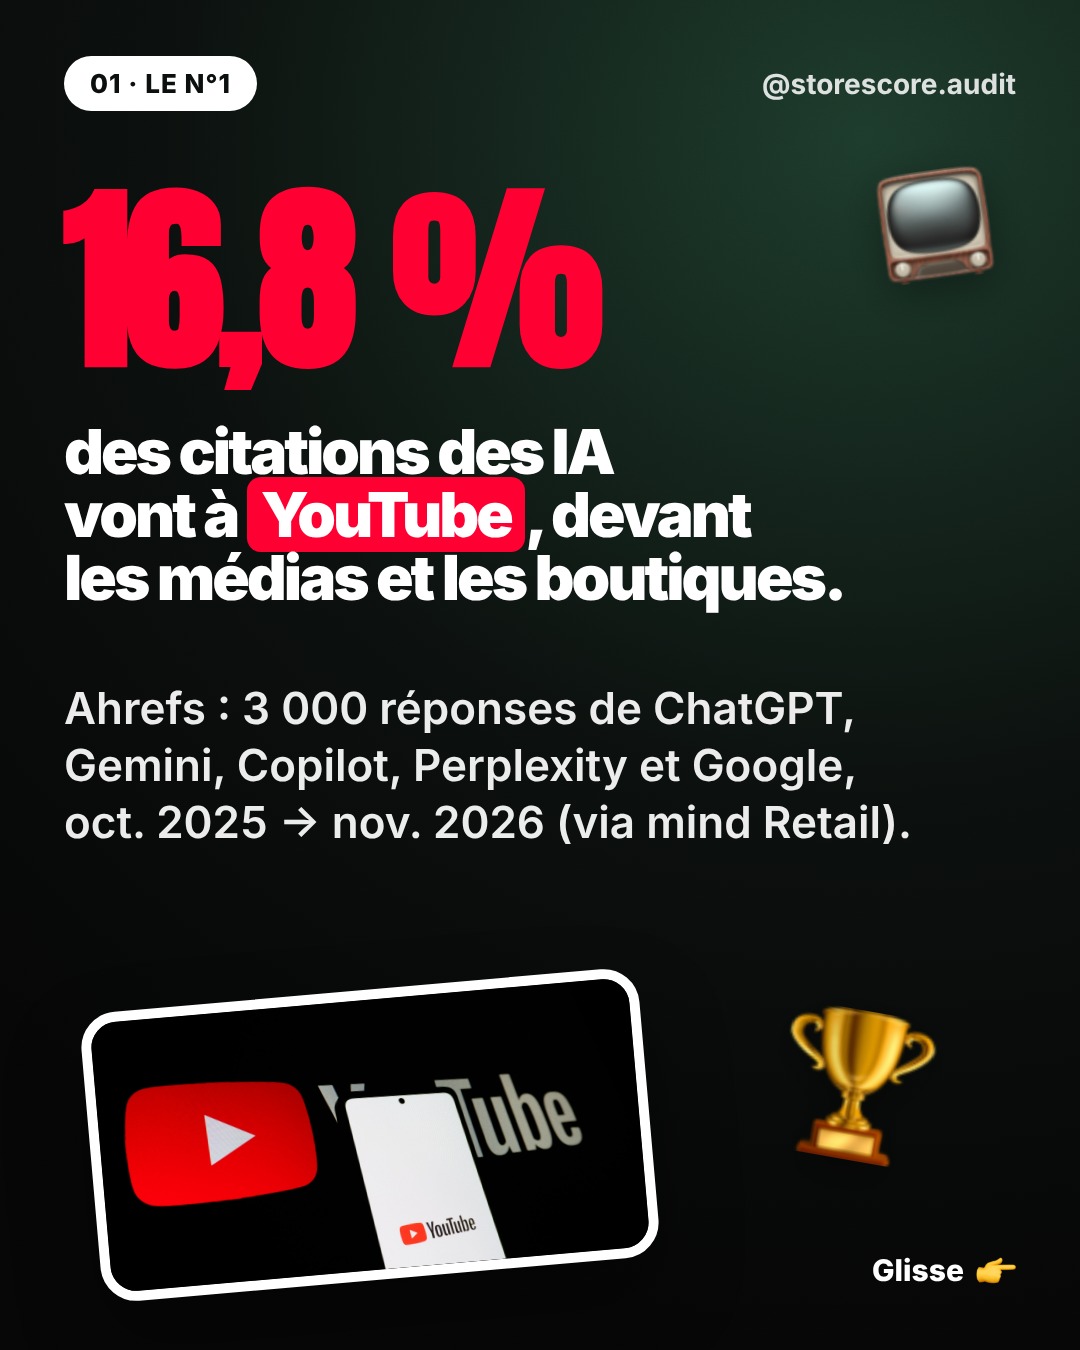 01 · LE N°1
@storescore.audit
16,8 %
des citations des IA
vont à YouTube, devant
les médias et les boutiques.
Ahrefs : 3 000 réponses de ChatGPT,
Gemini, Copilot, Perplexity et Google,
oct. 2025 → nov. 2026 (via mind Retail).
YouTube
YouTube
Glisse